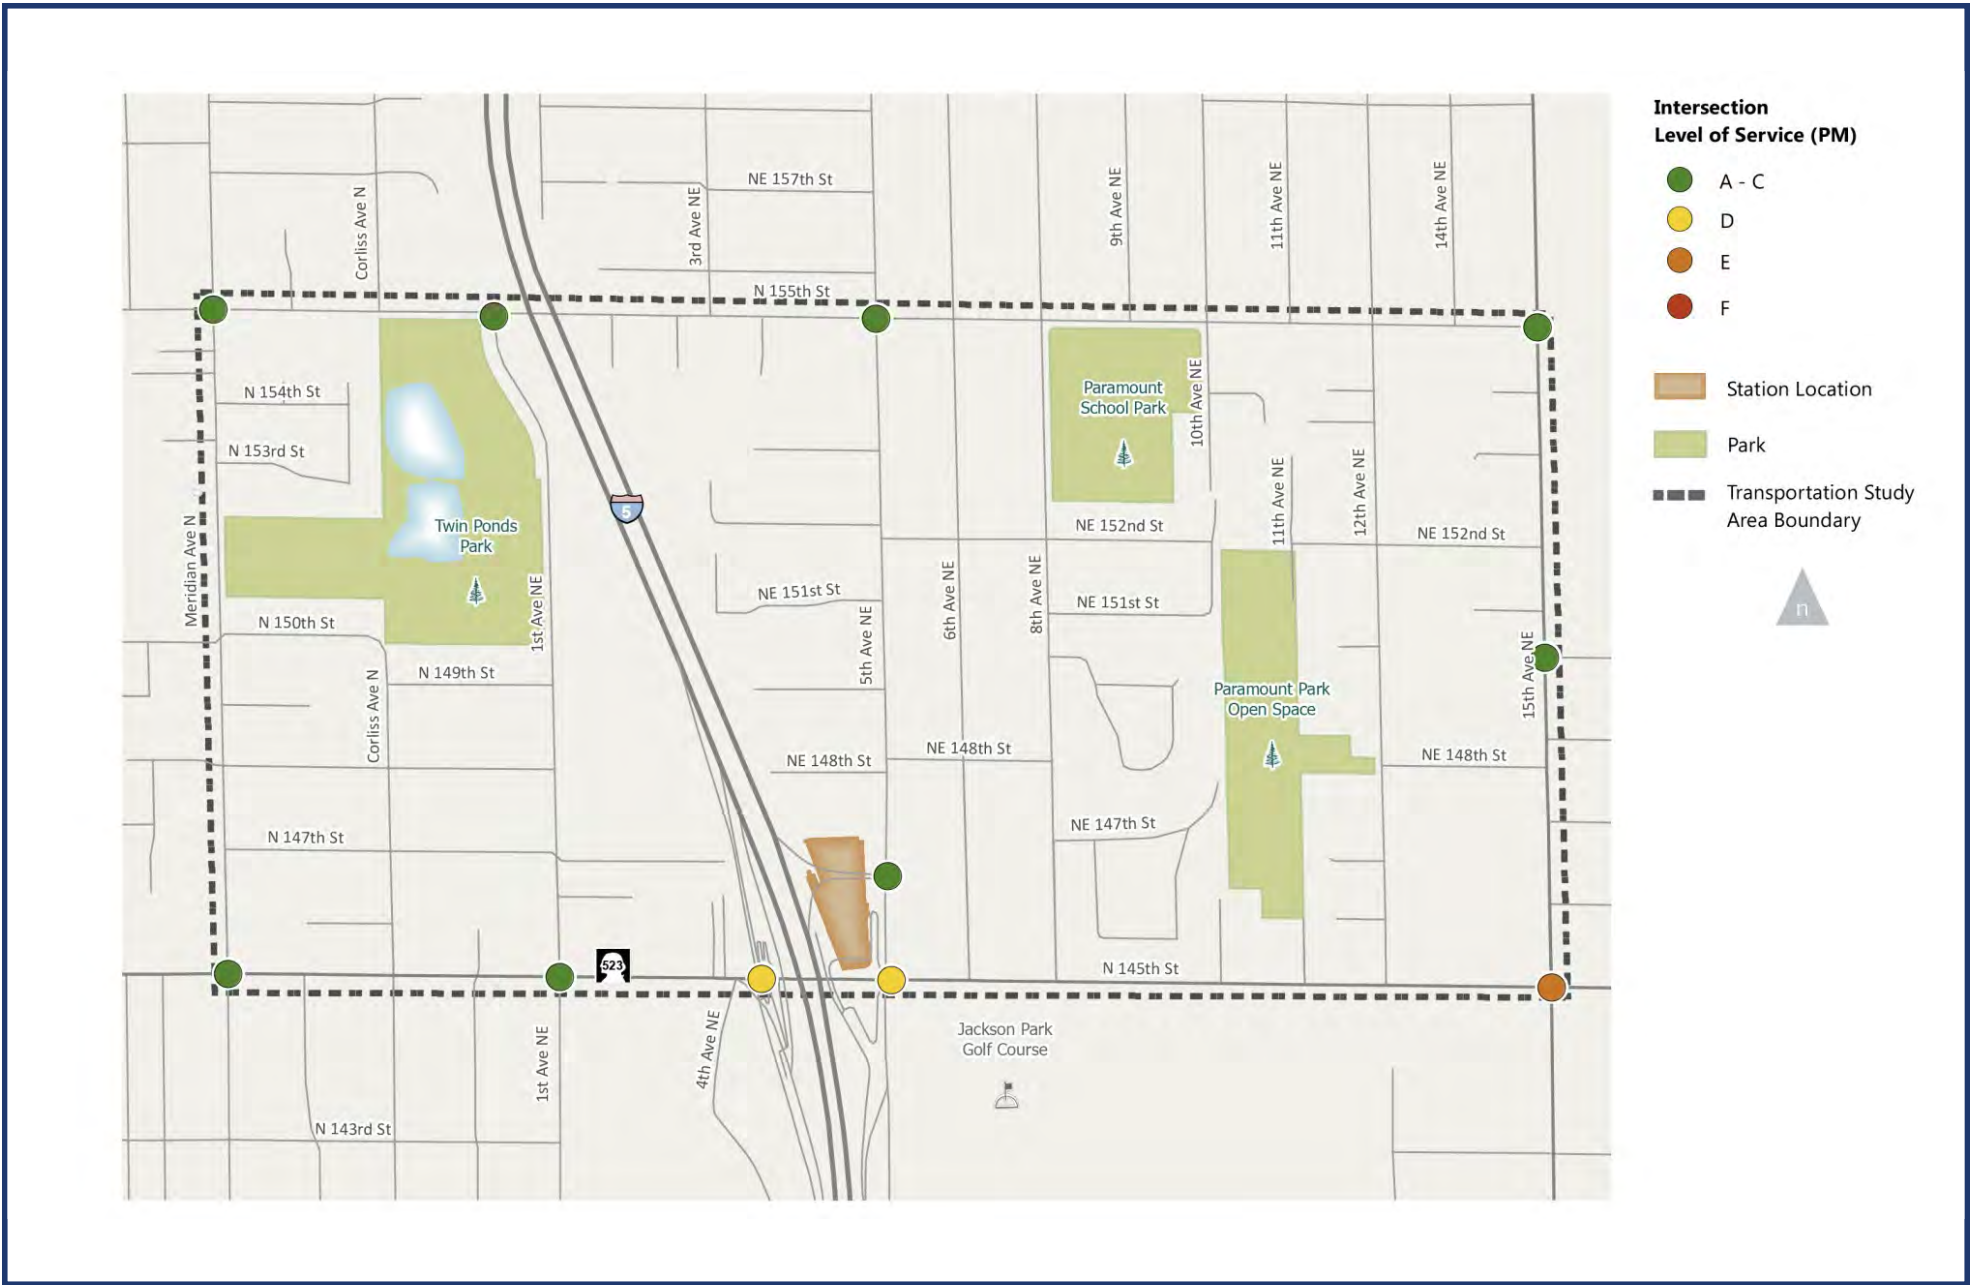 Intersection
Level of Service (PM)
A - C
D
E
F
Station Location
Park
Transportation Study
Area Boundary
n
NE 157th St
Corliss Ave N
3rd Ave NE
9th Ave NE
11th Ave NE
14th Ave NE
N 155th St
N 154th St
N 153rd St
Paramount
School Park
10th Ave NE
5
Twin Ponds
Park
Meridian Ave N
NE 152nd St
11th Ave NE
12th Ave NE
NE 152nd St
1st Ave NE
NE 151st St
5th Ave NE
6th Ave NE
8th Ave NE
NE 151st St
N 150th St
N 149th St
Corliss Ave N
Paramount Park
Open Space
15th Ave NE
NE 148th St
NE 148th St
NE 148th St
N 147th St
NE 147th St
523
N 145th St
1st Ave NE
4th Ave NE
Jackson Park
Golf Course
N 143rd St